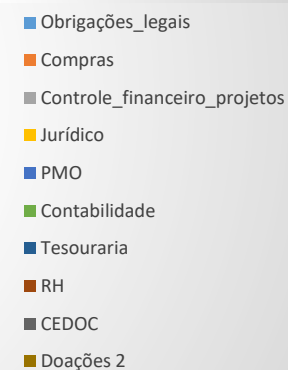 Obrigações_legais
Compras
Controle_financeiro_projetos
Jurídico
PMO
Contabilidade
Tesouraria
RH
CEDOC
Doações 2